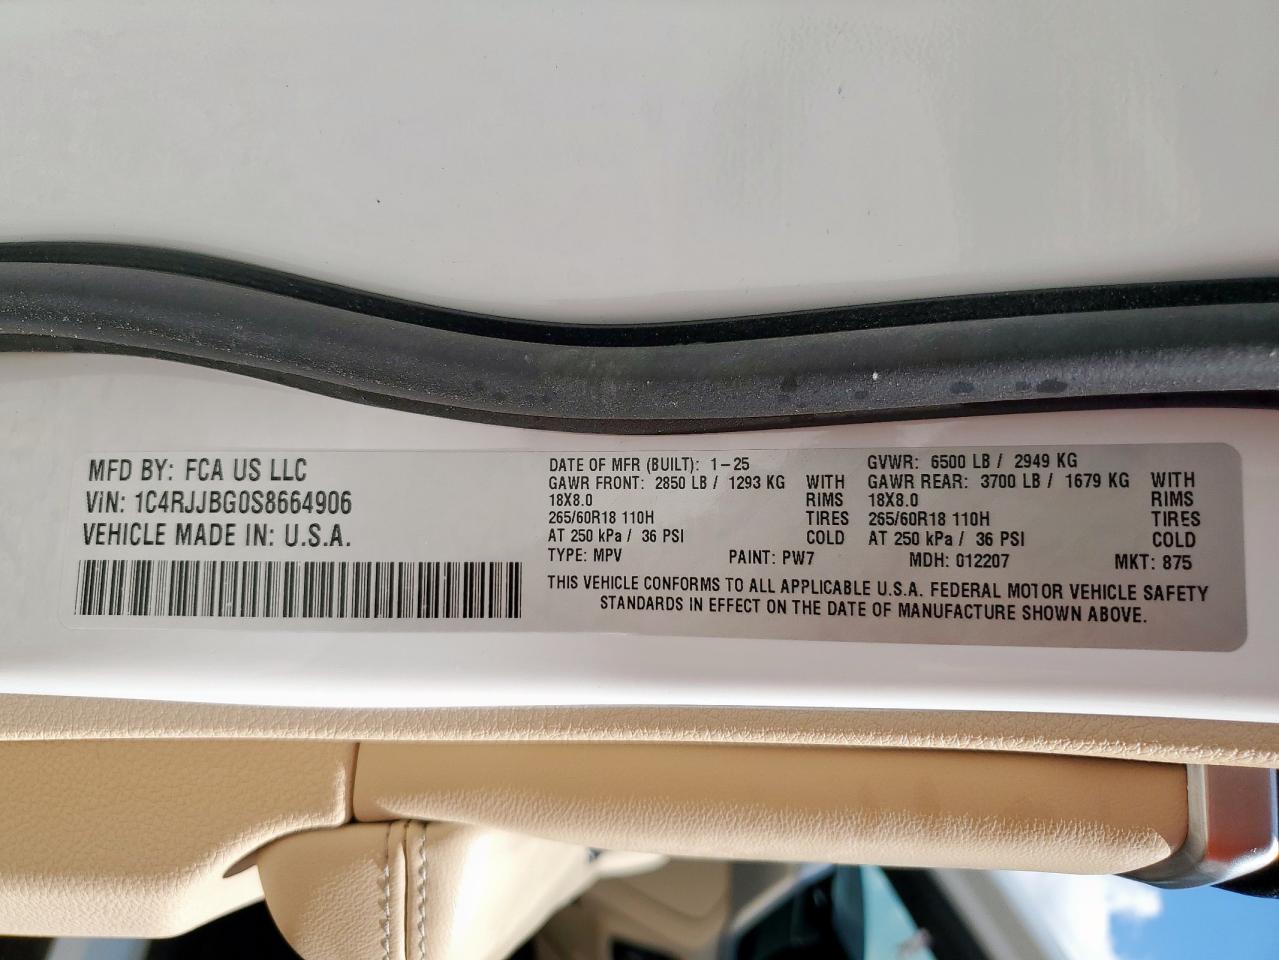 MFD BY: FCA US LLC
VIN: 1C4RJJBG0S8664906
VEHICLE MADE IN: U.S.A.
DATE OF MFR (BUILT): 1-25
GAWR FRONT: 2850 LB / 1293 KG WITH
18X8.0 RIMS
265/60R18 110H TIRES
AT 250 kPa / 36 PSI COLD
TYPE: MPV PAINT: PW7
GVWR: 6500 LB / 2949 KG
GAWR REAR: 3700 LB / 1679 KG WITH
18X8.0 RIMS
265/60R18 110H TIRES
AT 250 kPa / 36 PSI COLD
MDH: 012207 MKT: 875
THIS VEHICLE CONFORMS TO ALL APPLICABLE U.S.A. FEDERAL MOTOR VEHICLE SAFETY
STANDARDS IN EFFECT ON THE DATE OF MANUFACTURE SHOWN ABOVE.